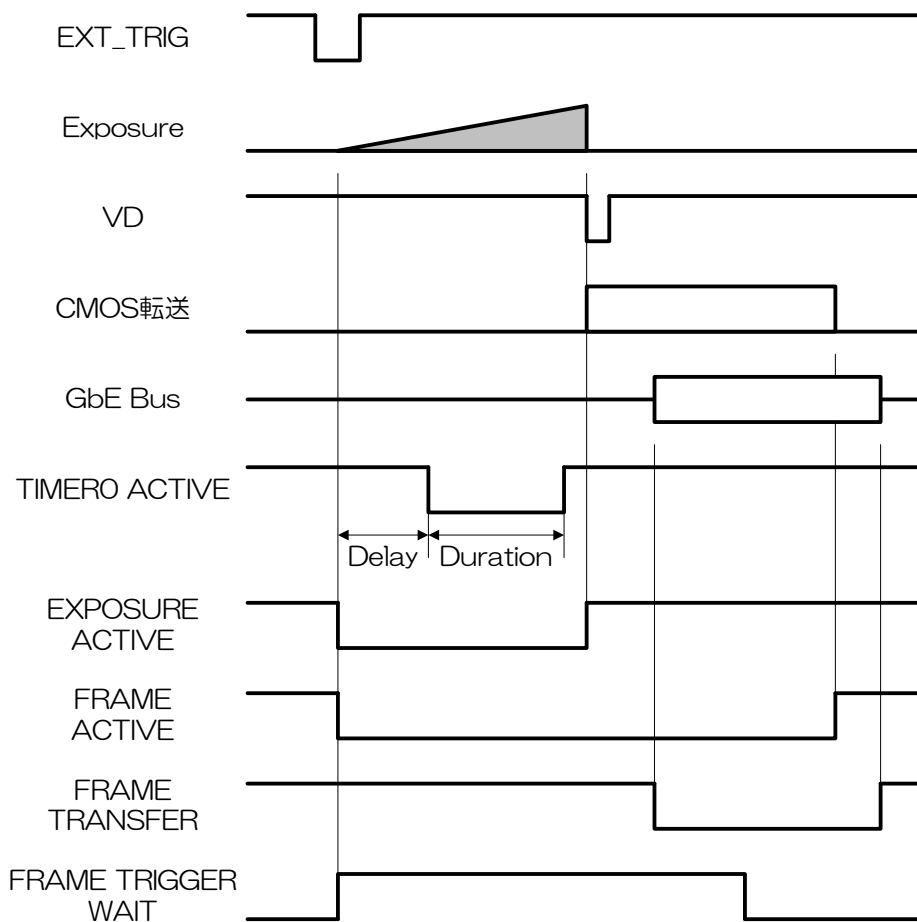 EXT_TRIG
Exposure
VD
CMOS転送
GbE Bus
TIMER0 ACTIVE
Delay
Duration
EXPOSURE
ACTIVE
FRAME
ACTIVE
FRAME
TRANSFER
FRAME TRIGGER
WAIT